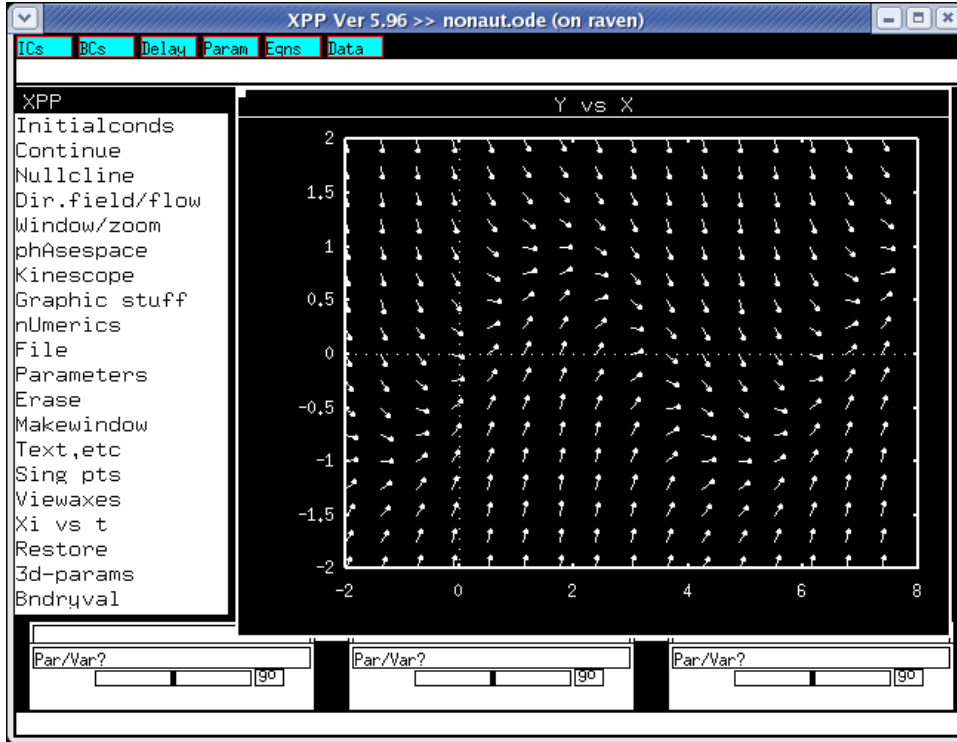 XPP Ver 5.96 >> nonaut.ode (on raven)
ICs BCs Delay Param Eqns Data
XPP
Initialconds
Continue
Nullcline
Dir.field/flow
Window/zoom
phAsespace
Kinescope
Graphic stuff
nUmerics
File
Parameters
Erase
Makewindow
Text,etc
Sing pts
Viewaxes
Xi vs t
Restore
3d-params
Bndryval
Y vs X
2
1.5
1
0.5
0
-0.5
-1
-1.5
-2
-2 0 2 4 6 8
Par/Var? Par/Var? Par/Var?
go go go